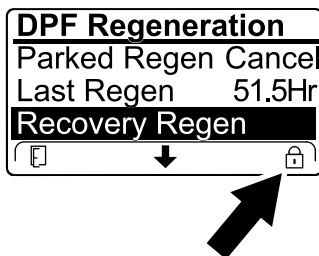 DPF Regeneration
Parked Regen Cancel
Last Regen 51.5Hr
Recovery Regen